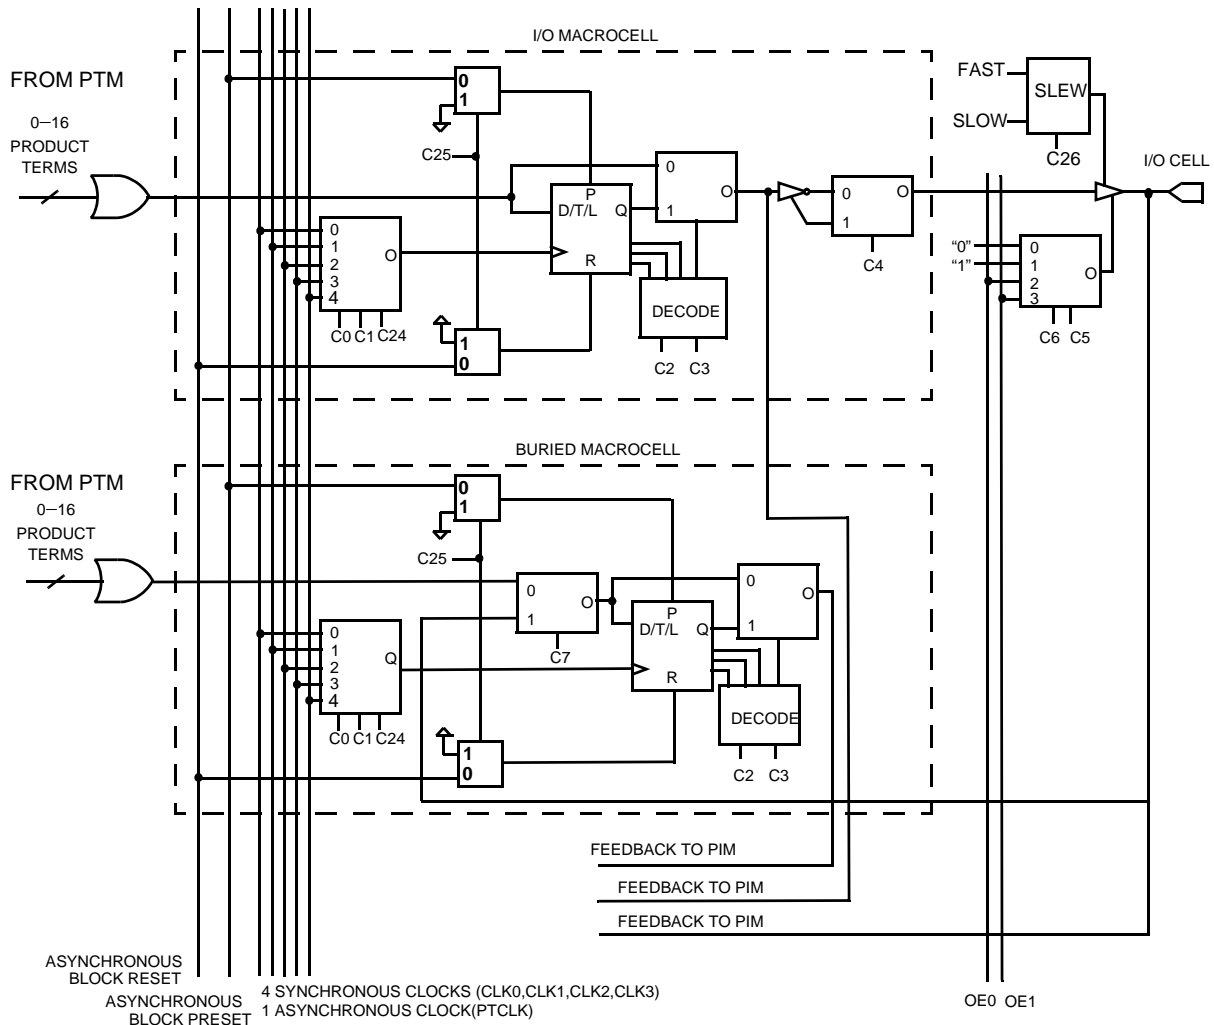 I/O MACROCELL
FROM PTM
0−16
PRODUCT
TERMS
0
1
C25
FAST
SLOW
SLEW
C26
I/O CELL
0
1
O
P
D/T/L
Q
R
0
1
O
C4
0
1
2
3
4
O
C0 C1 C24
DECODE
C2 C3
1
0
"0"
"1"
0
1
2
3
O
C6 C5
BURIED MACROCELL
FROM PTM
0−16
PRODUCT
TERMS
0
1
C25
0
1
O
C7
0
1
O
P
D/T/L
Q
R
0
1
2
3
4
Q
C0 C1 C24
DECODE
C2 C3
1
0
FEEDBACK TO PIM
FEEDBACK TO PIM
FEEDBACK TO PIM
ASYNCHRONOUS
BLOCK RESET
ASYNCHRONOUS
BLOCK PRESET
4 SYNCHRONOUS CLOCKS (CLK0,CLK1,CLK2,CLK3)
1 ASYNCHRONOUS CLOCK(PTCLK)
OE0 OE1